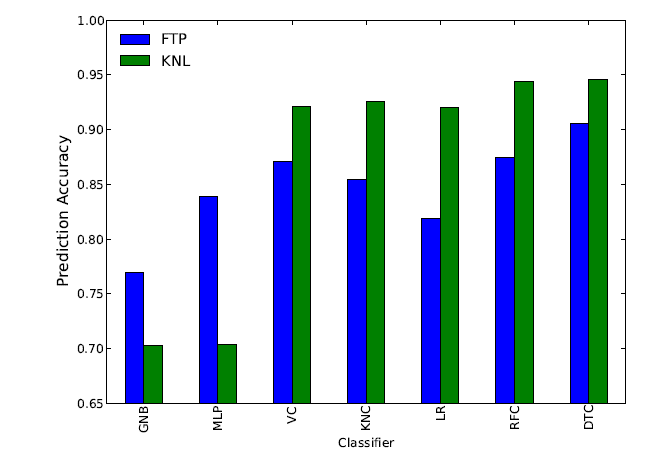 1.00
FTP
KNL
0.95
0.90
0.85
0.80
0.75
0.70
0.65
Prediction Accuracy
GNB MLP VC KNC LR RFC DTC
Classifier